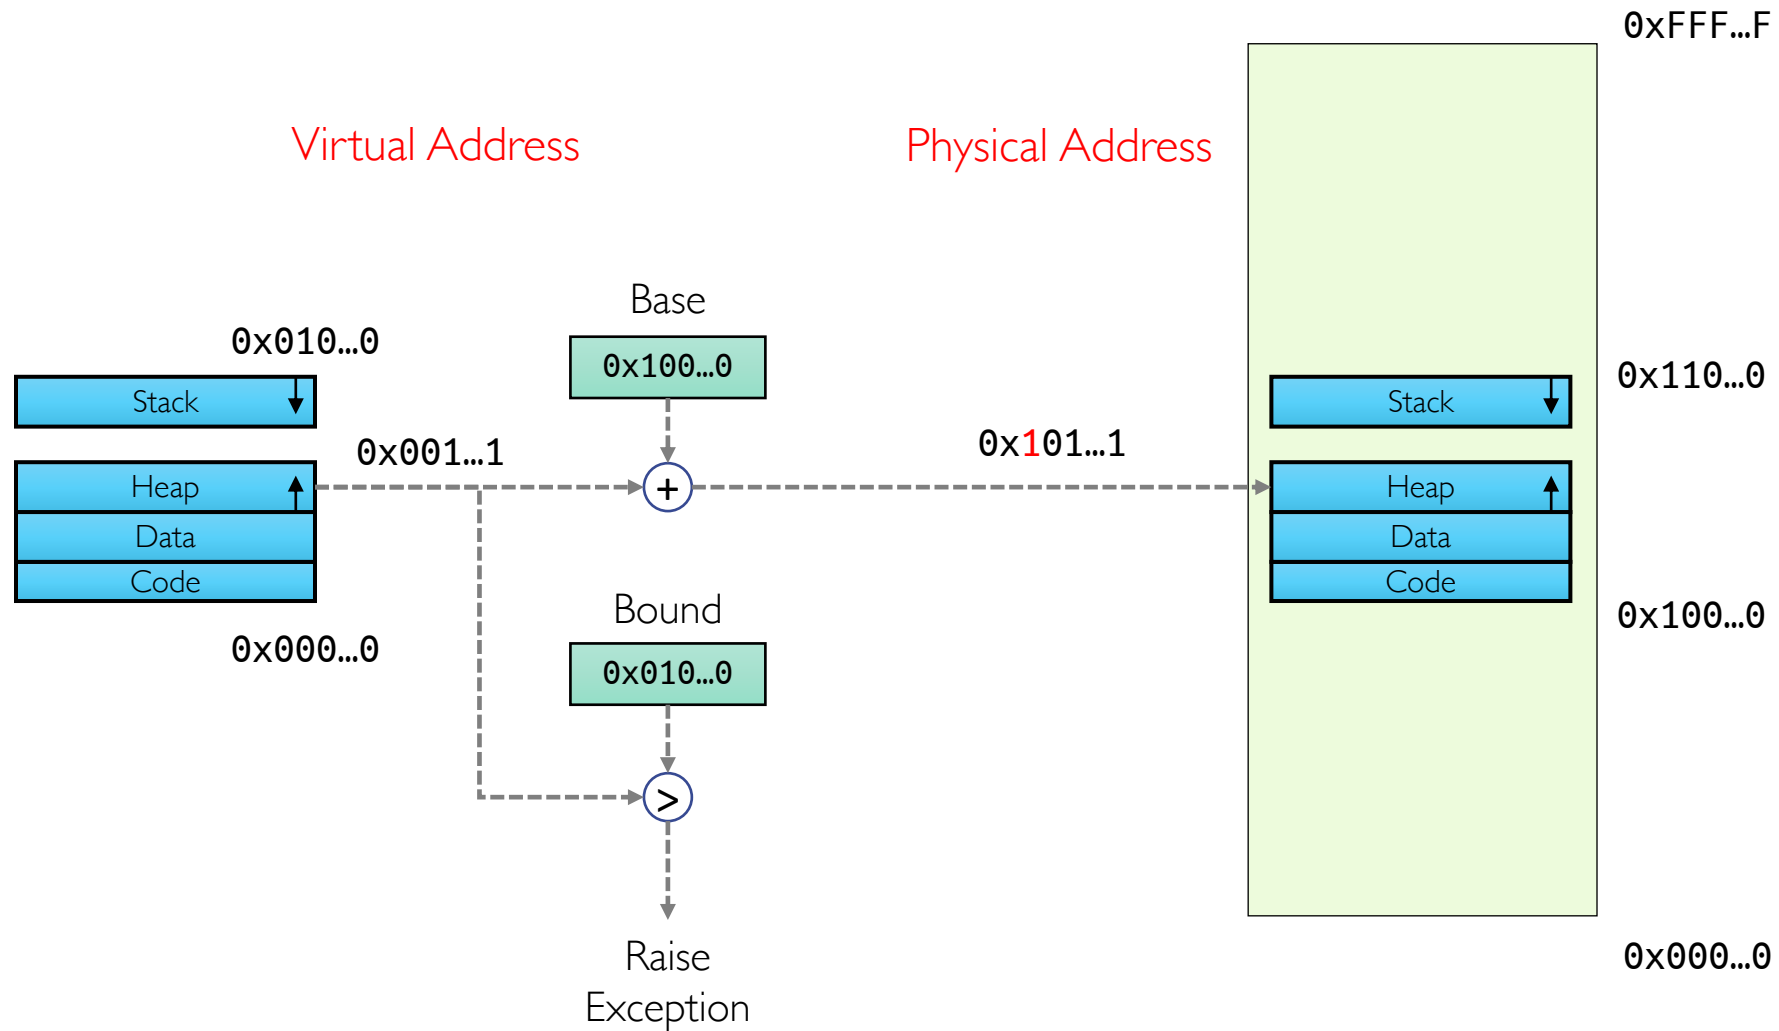 0xFFF…F
Virtual Address
Physical Address
Base
0x010…0
0x100…0
0x110…0
Stack
Stack
0x001…1
0x101…1
Heap
+
Heap
Data
Data
Code
Code
Bound
0x100…0
0x000…0
0x010…0
>
Raise
Exception
0x000…0